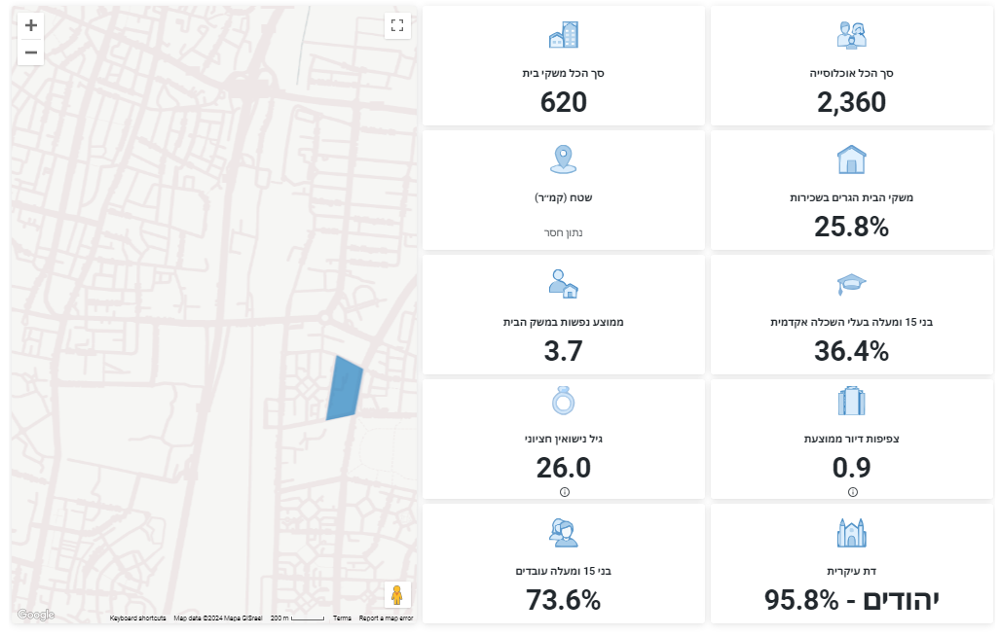 סך הכל אוכלוסייה
2,360
סך הכל משקי בית
620
משקי הבית הגרים בשכירות
25.8%
שטח (קמ״ר)
נתון חסר
בני 15 ומעלה בעלי השכלה אקדמית
36.4%
ממוצע נפשות במשק הבית
3.7
צפיפות דיור ממוצעת
0.9
גיל נישואין חציוני
26.0
דת עיקרית
יהודים - 95.8%
בני 15 ומעלה עובדים
73.6%
Google
Keyboard shortcuts Map data ©2024 Mapa GISrael 200 m Terms Report a map error